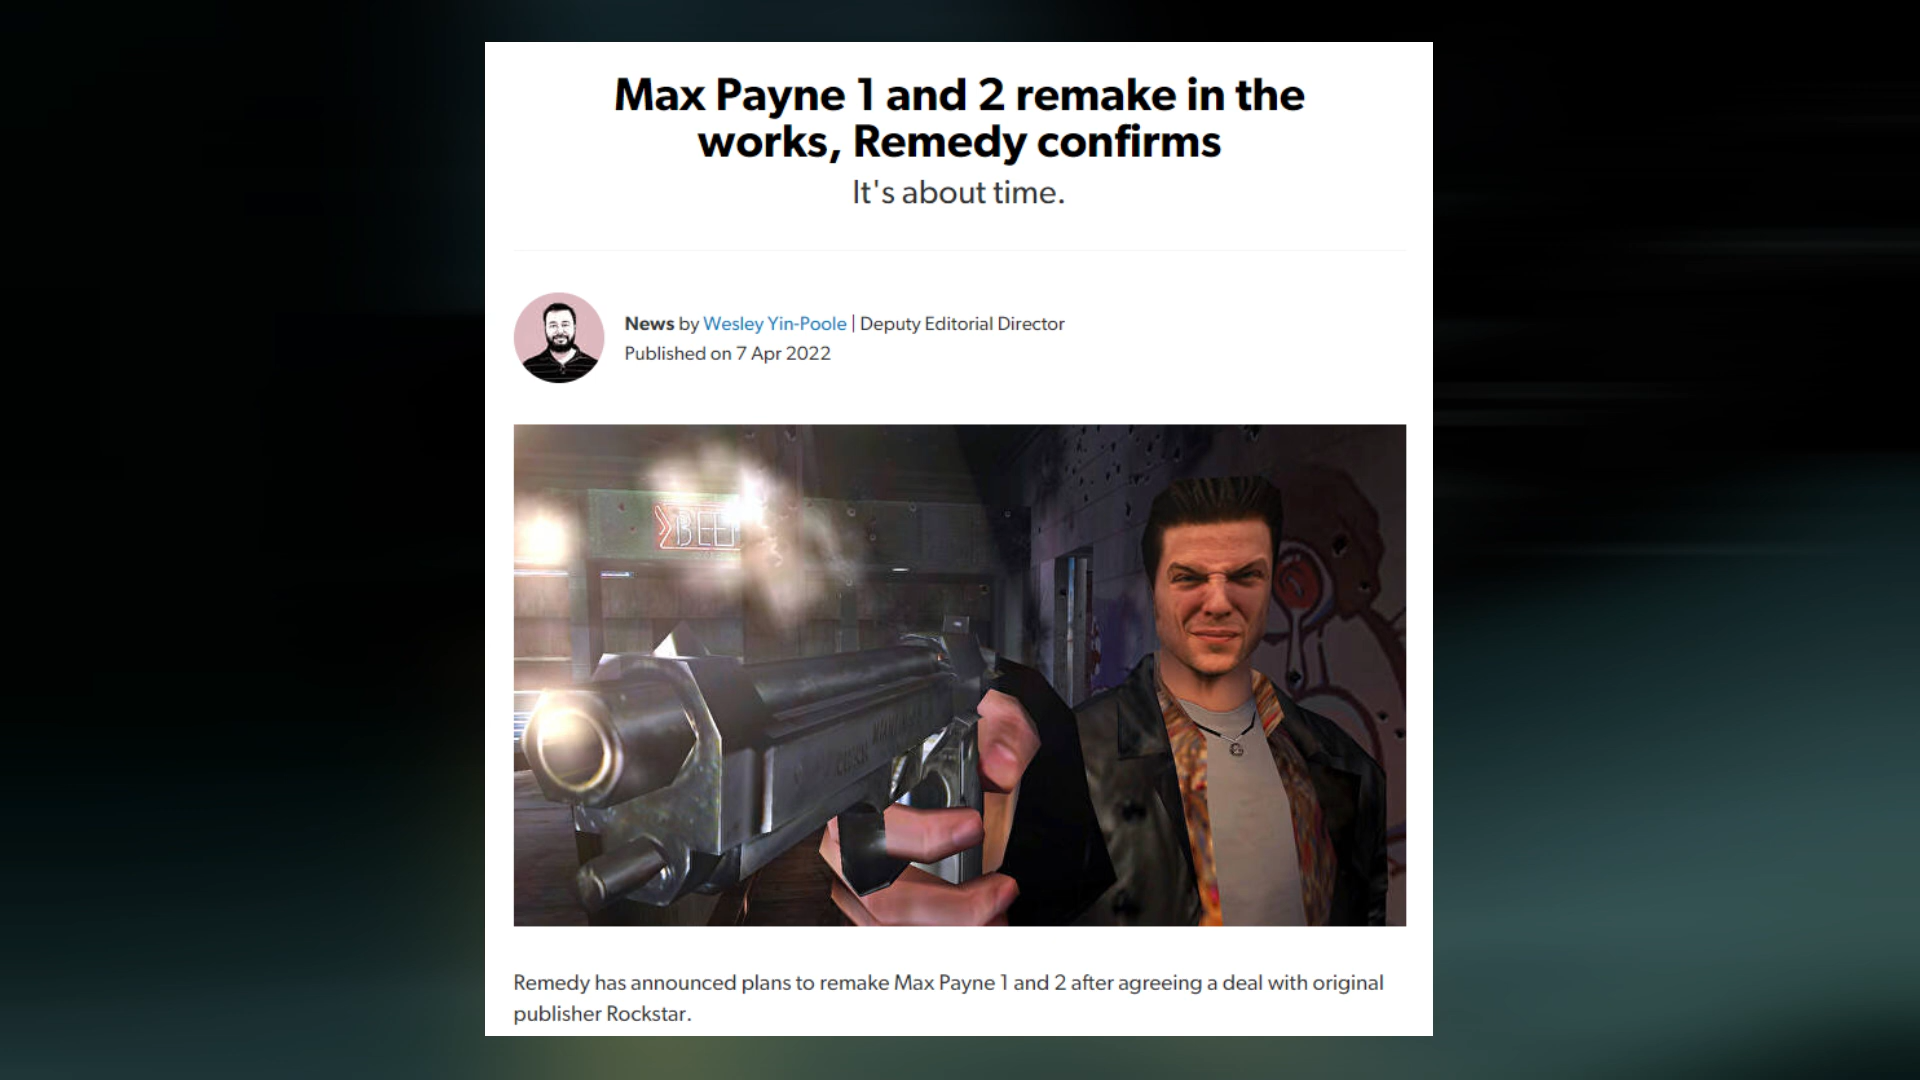 Max Payne 1 and 2 remake in the
works, Remedy confirms
It's about time.
News by Wesley Yin-Poole | Deputy Editorial Director
Published on 7 Apr 2022
Remedy has announced plans to remake Max Payne 1 and 2 after agreeing a deal with original
publisher Rockstar.